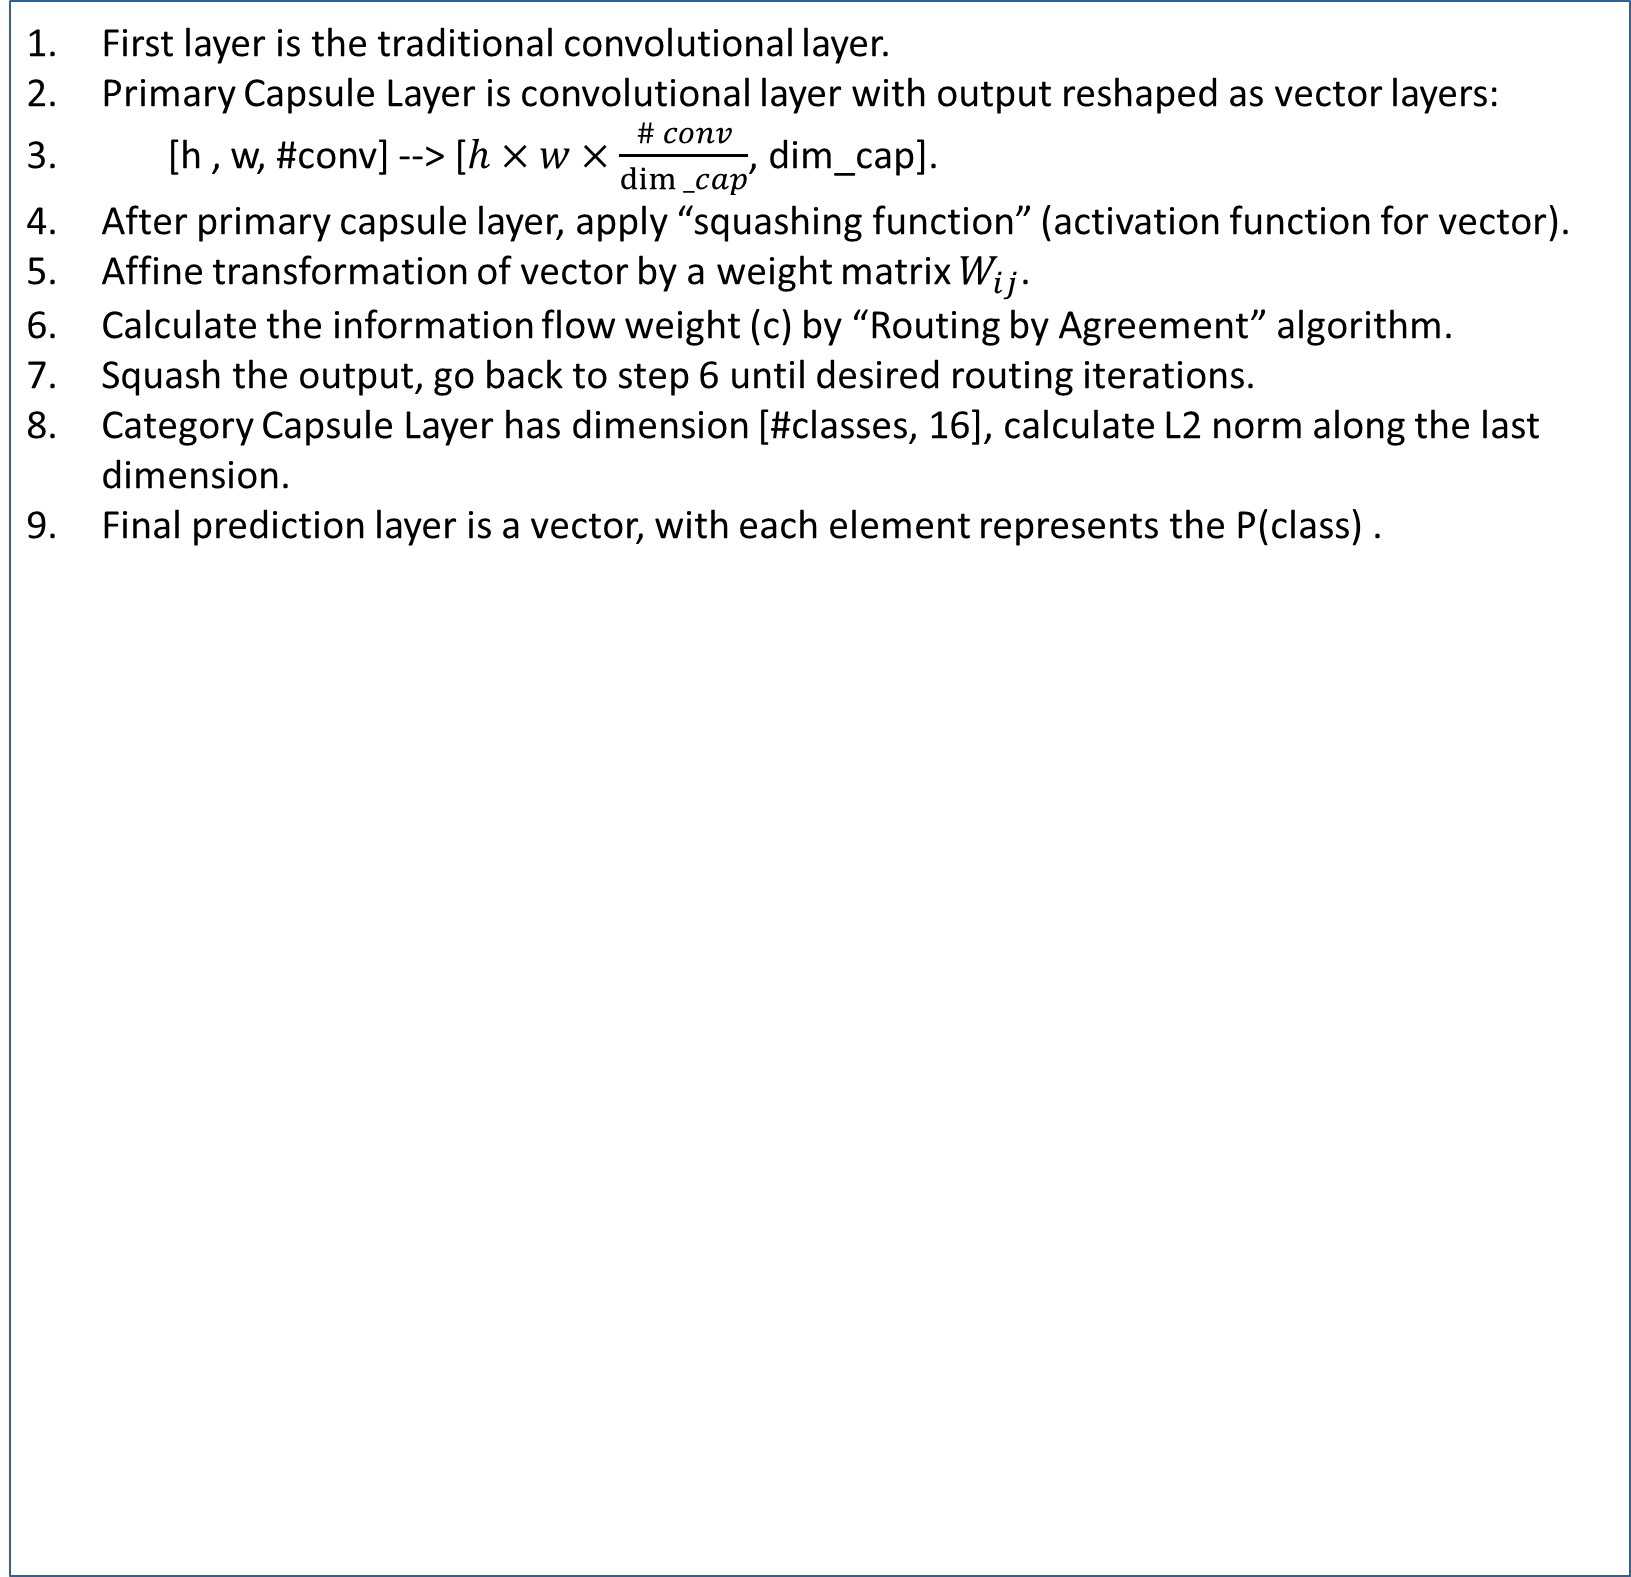 1. First layer is the traditional convolutional layer.
2. Primary Capsule Layer is convolutional layer with output reshaped as vector layers:
3. [h , w, #conv] --> [ℎ × 𝑤 × # 𝑐𝑜𝑛𝑣 / dim _𝑐𝑎𝑝, dim_cap].
4. After primary capsule layer, apply “squashing function” (activation function for vector).
5. Affine transformation of vector by a weight matrix 𝑊𝑖𝑗.
6. Calculate the information flow weight (c) by “Routing by Agreement” algorithm.
7. Squash the output, go back to step 6 until desired routing iterations.
8. Category Capsule Layer has dimension [#classes, 16], calculate L2 norm along the last
dimension.
9. Final prediction layer is a vector, with each element represents the P(class) .